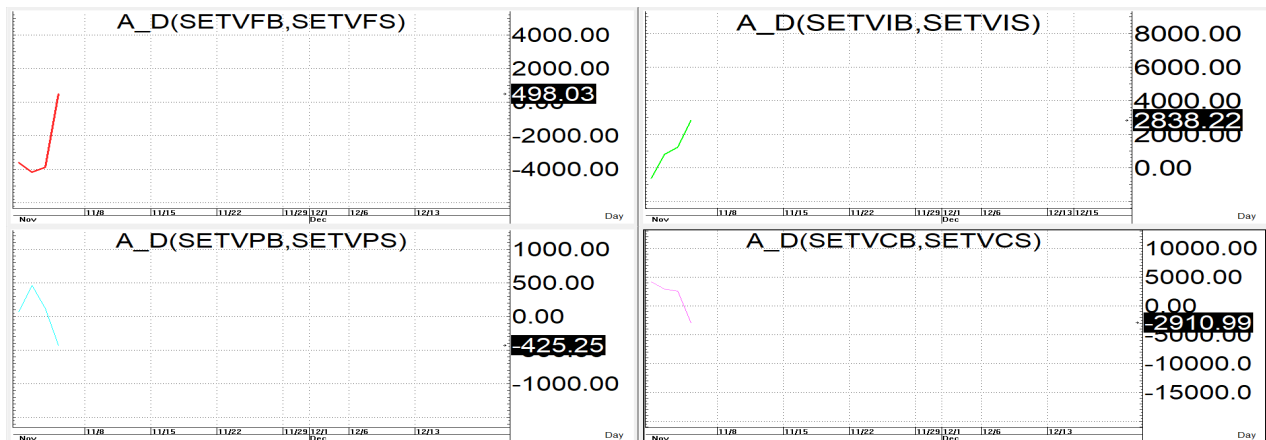 A_D(SETVFB,SETVFS)
4000.00
2000.00
498.03
0.00
-2000.00
-4000.00
11/8 11/15 11/22 11/29 12/1 12/6 12/13
Nov Dec Day
A_D(SETVIB,SETVIS)
8000.00
6000.00
4000.00
2838.22
2000.00
0.00
11/8 11/15 11/22 11/29 12/1 12/6 12/13 12/15
Nov Dec Day
A_D(SETVPB,SETVPS)
1000.00
500.00
0.00
-425.25
-1000.00
11/8 11/15 11/22 11/29 12/1 12/6 12/13
Nov Dec Day
A_D(SETVCB,SETVCS)
10000.00
5000.00
0.00
-2910.99
-5000.00
-10000.0
-15000.0
11/8 11/15 11/22 11/29 12/1 12/6 12/13
Nov Dec Day